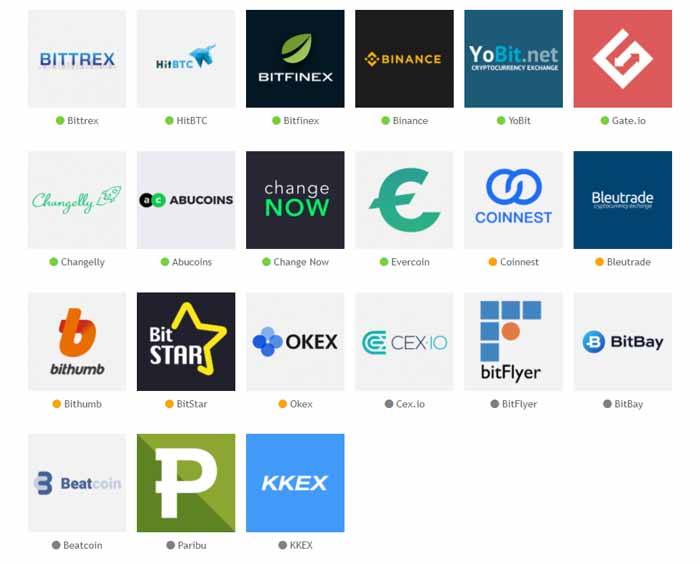 BITTREX
HitBTC
BITFINEX
BINANCE
YoBit.net
CRYPTOCURRENCY EXCHANGE
Bittrex
HitBTC
Bitfinex
Binance
YoBit
Gate.io
Changelly
ac ABUCOINS
change
NOW
COINNEST
Bleutrade
cryptocurrency exchange
Changelly
Abucoins
Change Now
Evercoin
Coinnest
Bleutrade
bithumb
Bit
STAR
OKEX
CEX.IO
bitFlyer
BitBay
Bithumb
BitStar
Okex
Cex.io
BitFlyer
BitBay
Beatcoin
KKEX
Beatcoin
Paribu
KKEX